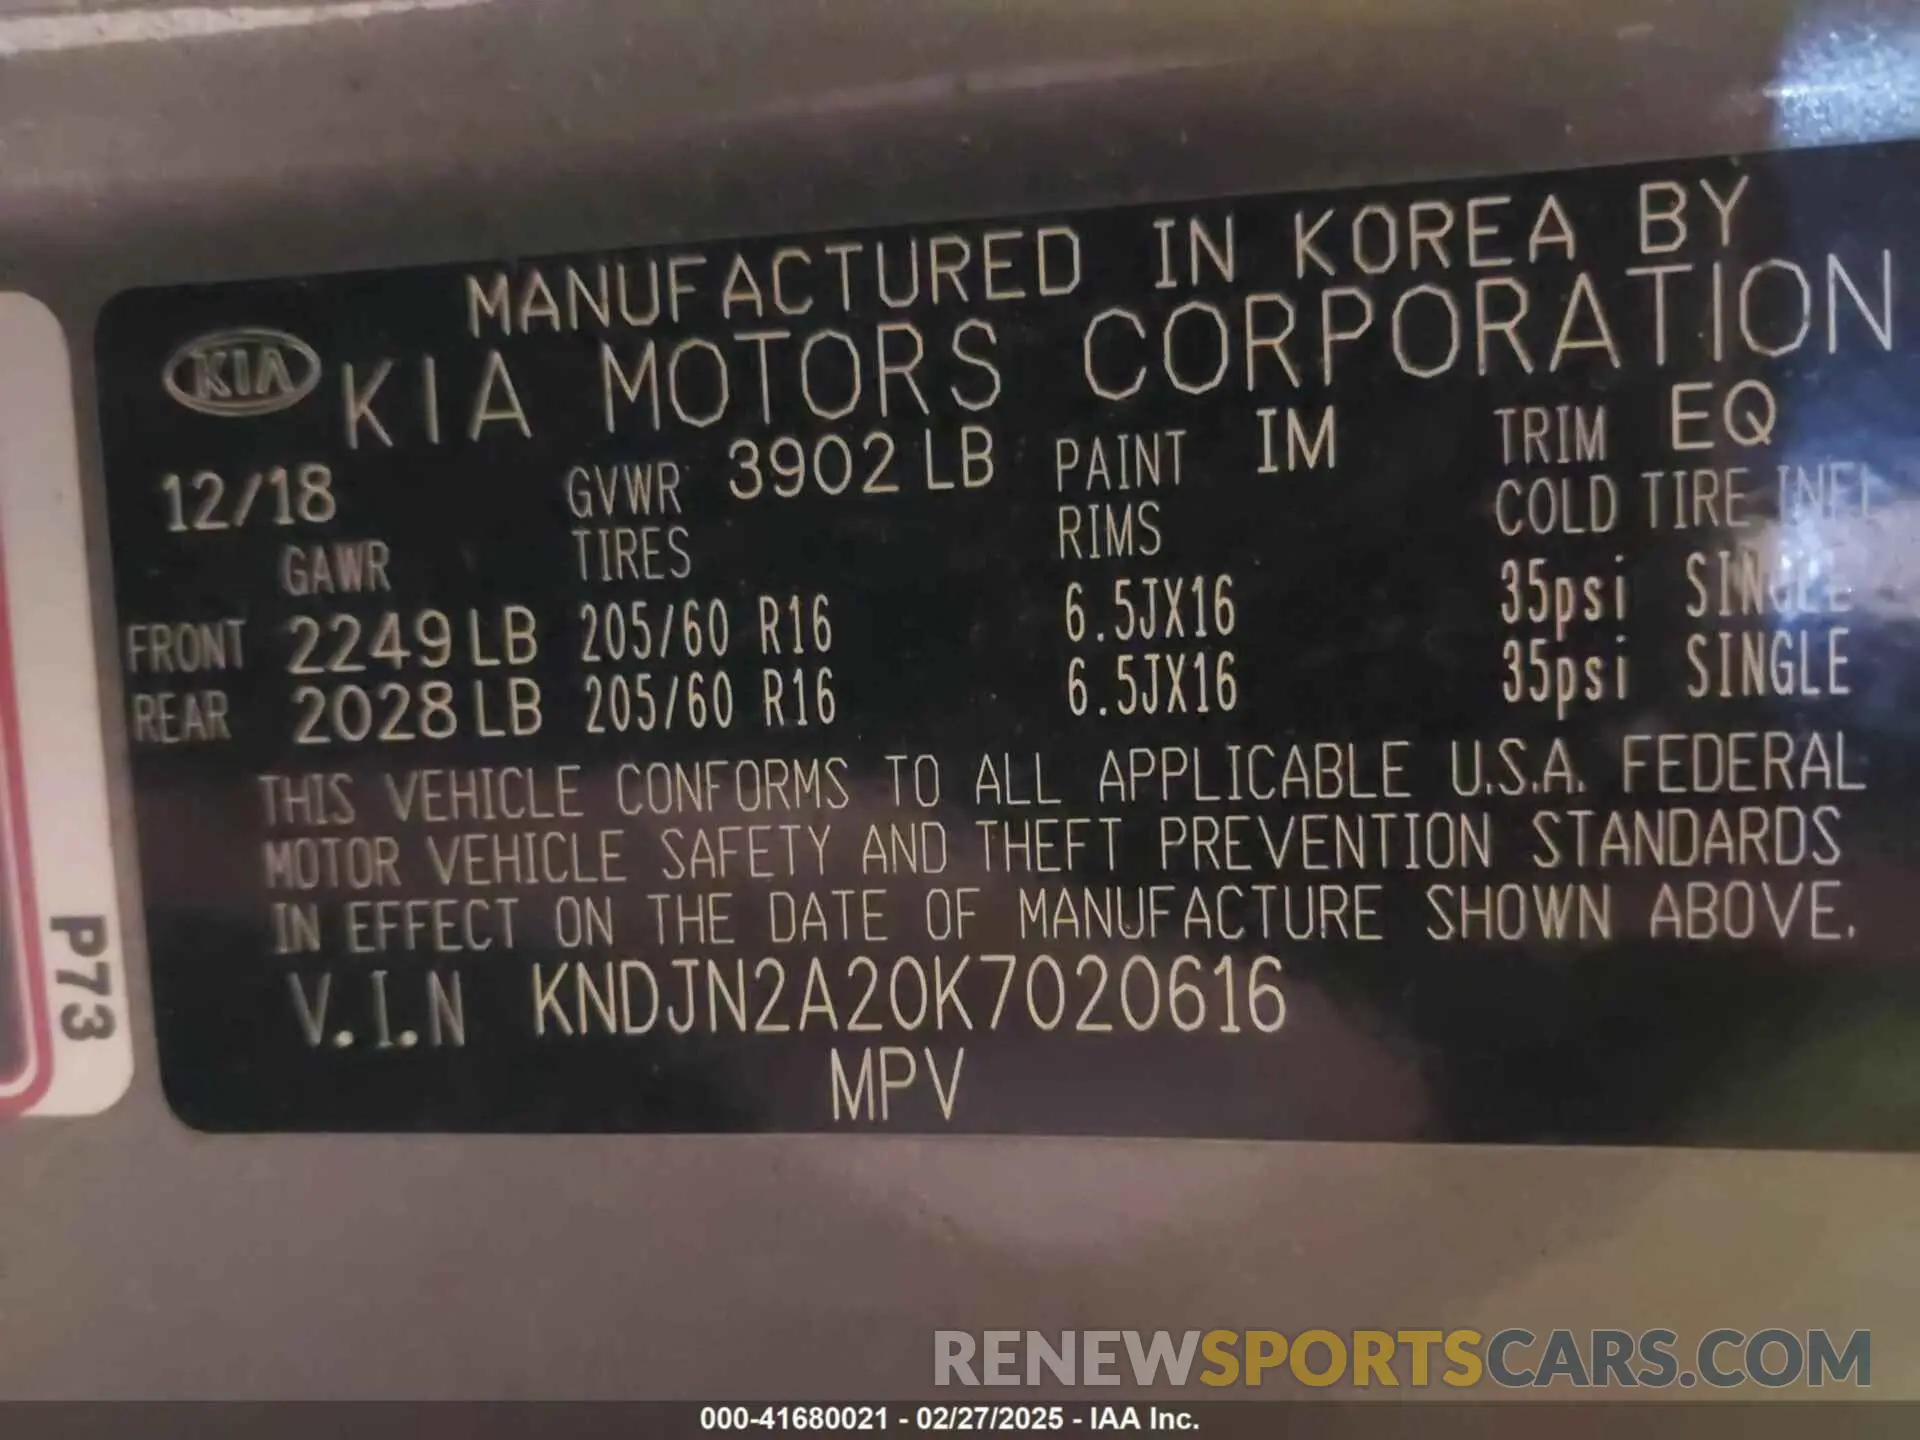 MANUFACTURED IN KOREA BY
KIA KIA MOTORS CORPORATION
12/18 GVWR 3902 LB PAINT IM TRIM EQ
GAWR TIRES RIMS COLD TIRE INFL
FRONT 2249 LB 205/60 R16 6.5JX16 35psi SINGLE
REAR 2028 LB 205/60 R16 6.5JX16 35psi SINGLE
THIS VEHICLE CONFORMS TO ALL APPLICABLE U.S.A. FEDERAL
MOTOR VEHICLE SAFETY AND THEFT PREVENTION STANDARDS
IN EFFECT ON THE DATE OF MANUFACTURE SHOWN ABOVE.
V.I.N KNDJN2A20K7020616
MPV
P73
RENEWSPORTSCARS.COM
000-41680021 - 02/27/2025 - IAA Inc.